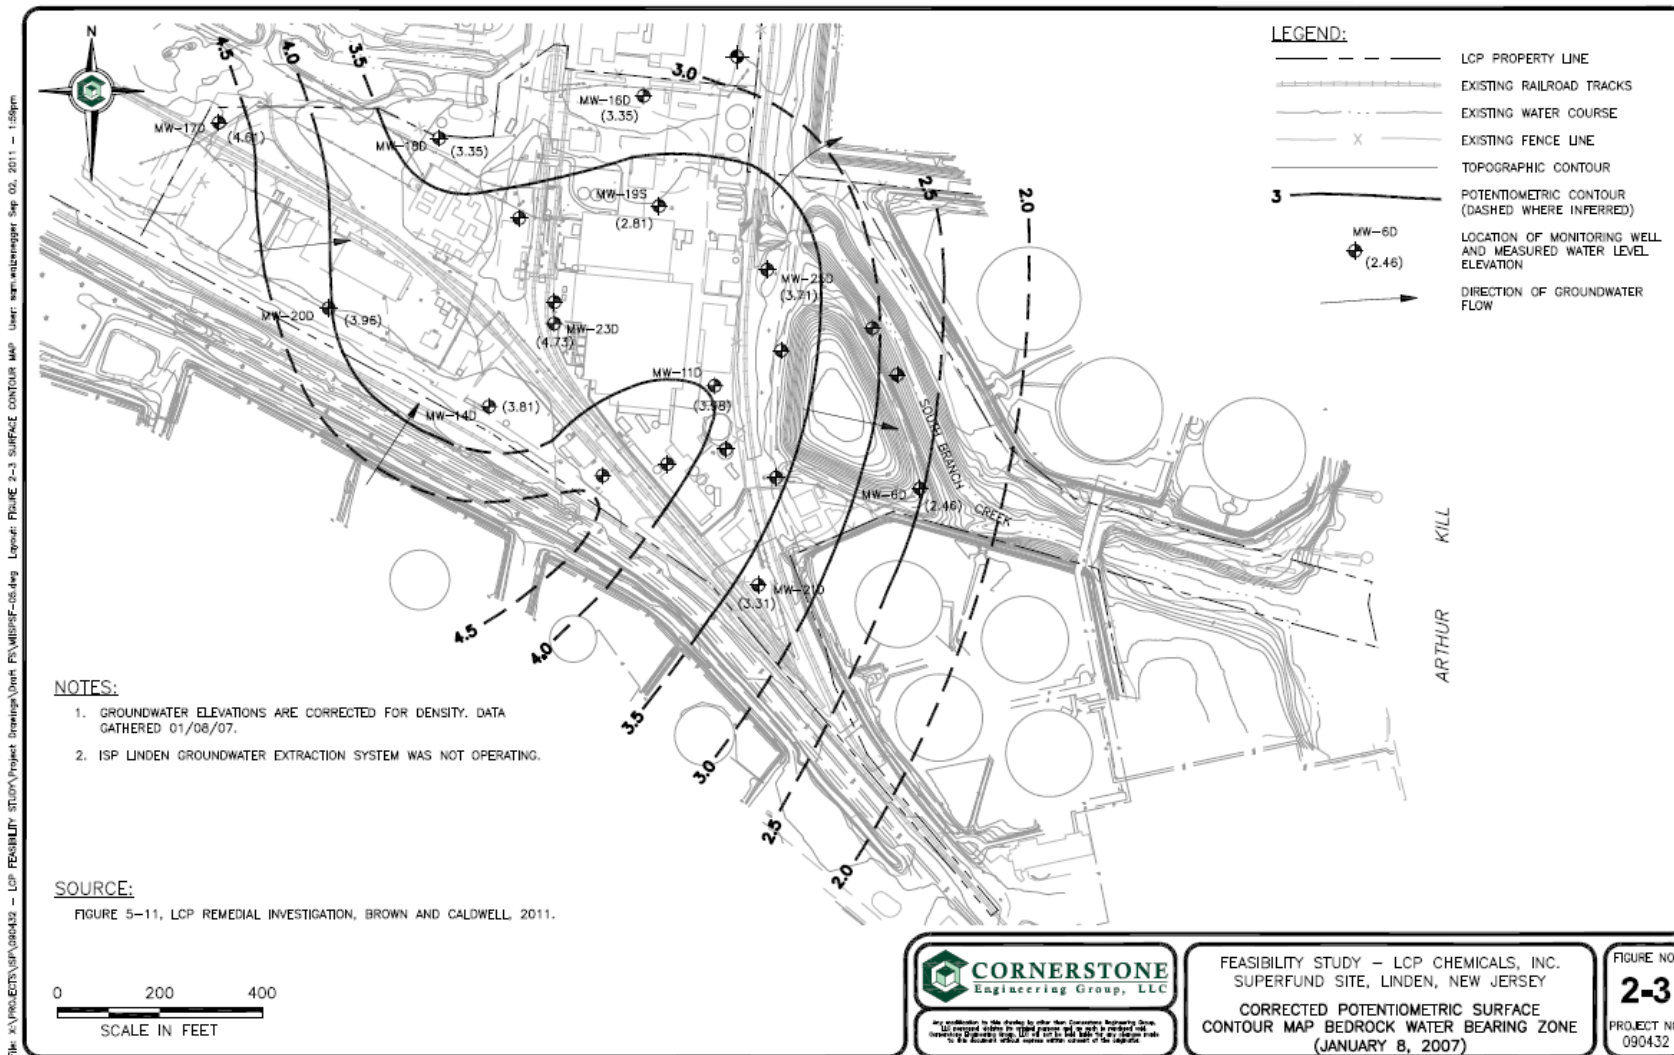 N
4.5
4.0
3.5
3.0
2.5
2.0
MW-17D
(4.61)
MW-18D
(3.35)
MW-16D
(3.35)
MW-19S
(2.81)
MW-25D
(3.71)
MW-20D
(3.96)
MW-23D
(4.73)
MW-11D
(3.98)
MW-14D
(3.81)
MW-6D
(2.46)
MW-21D
(3.31)
SOUTH BRANCH
CREEK
ARTHUR KILL
4.5
4.0
3.5
3.0
2.5
2.0
LEGEND:
LCP PROPERTY LINE
EXISTING RAILROAD TRACKS
EXISTING WATER COURSE
X EXISTING FENCE LINE
TOPOGRAPHIC CONTOUR
3 POTENTIOMETRIC CONTOUR
(DASHED WHERE INFERRED)
MW-6D
(2.46)
LOCATION OF MONITORING WELL
AND MEASURED WATER LEVEL
ELEVATION
DIRECTION OF GROUNDWATER
FLOW
NOTES:
1. GROUNDWATER ELEVATIONS ARE CORRECTED FOR DENSITY. DATA
GATHERED 01/08/07.
2. ISP LINDEN GROUNDWATER EXTRACTION SYSTEM WAS NOT OPERATING.
SOURCE:
FIGURE 5-11, LCP REMEDIAL INVESTIGATION, BROWN AND CALDWELL, 2011.
0 200 400
SCALE IN FEET
CORNERSTONE
Engineering Group, LLC
FEASIBILITY STUDY - LCP CHEMICALS, INC.
SUPERFUND SITE, LINDEN, NEW JERSEY
CORRECTED POTENTIOMETRIC SURFACE
CONTOUR MAP BEDROCK WATER BEARING ZONE
(JANUARY 8, 2007)
FIGURE NO
2-3
PROJECT NO
090432